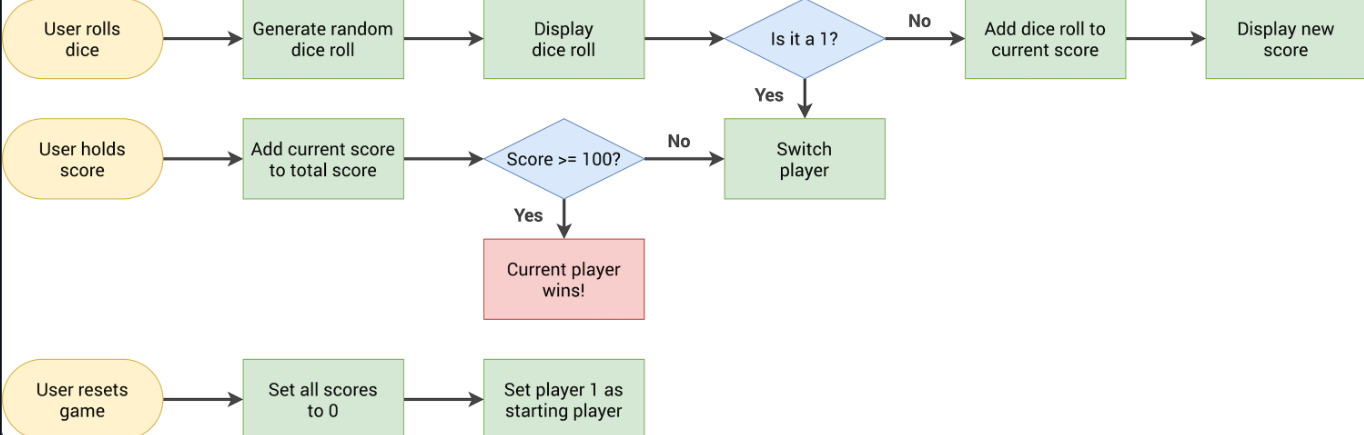 User rolls
dice
Generate random
dice roll
Display
dice roll
Is it a 1?
No
Add dice roll to
current score
Display new
score
Yes
User holds
score
Add current score
to total score
Score >= 100?
No
Switch
player
Yes
Current player
wins!
User resets
game
Set all scores
to 0
Set player 1 as
starting player